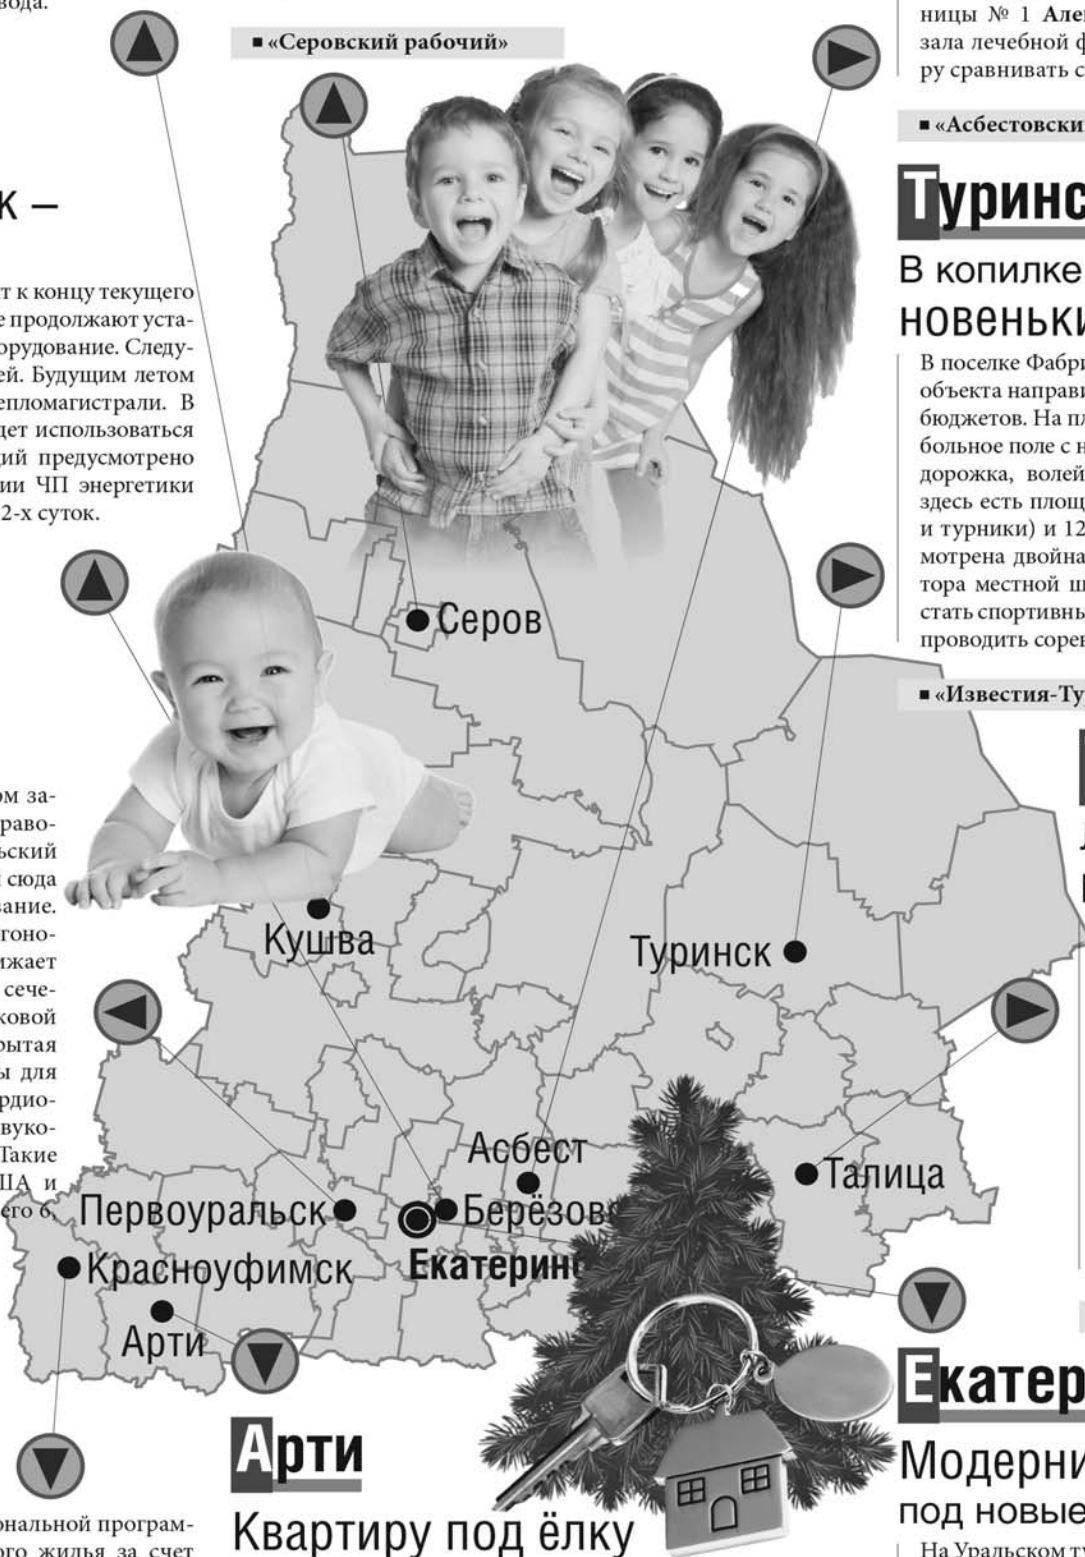 вода.
К –
т к концу текущего
е продолжают уста-
орудование. Следу-
ей. Будущим летом
епломагистрали. В
дет использоваться
ций предусмотрено
ии ЧП энергетики
2-х суток.
ом за-
раво-
ьский
и сюда
вание.
гоно-
ижает
сече-
ковой
рытая
ы для
рдио-
вуко-
Такие
ША и
его 6,
ональной програм-
ого жилья за счет
▪ «Серовский рабочий»
Серов
Кушва
Туринск
Асбест
Талица
Первоуральск
Берёзов
Екатерин
Красноуфимск
Арти
Арти
Квартиру под ёлку
ницы № 1 Але
зала лечебной ф
ру сравнивать с
▪ «Асбестовски
Туринс
В копилке
новеньки
В поселке Фабри
объекта направи
бюджетов. На пл
больное поле с н
дорожка, волей
здесь есть площ
и турники) и 12
мотрена двойна
тора местной ш
стать спортивны
проводить сорев
▪ «Известия-Ту
Екатер
Модерни
под новые
На Уральском ту